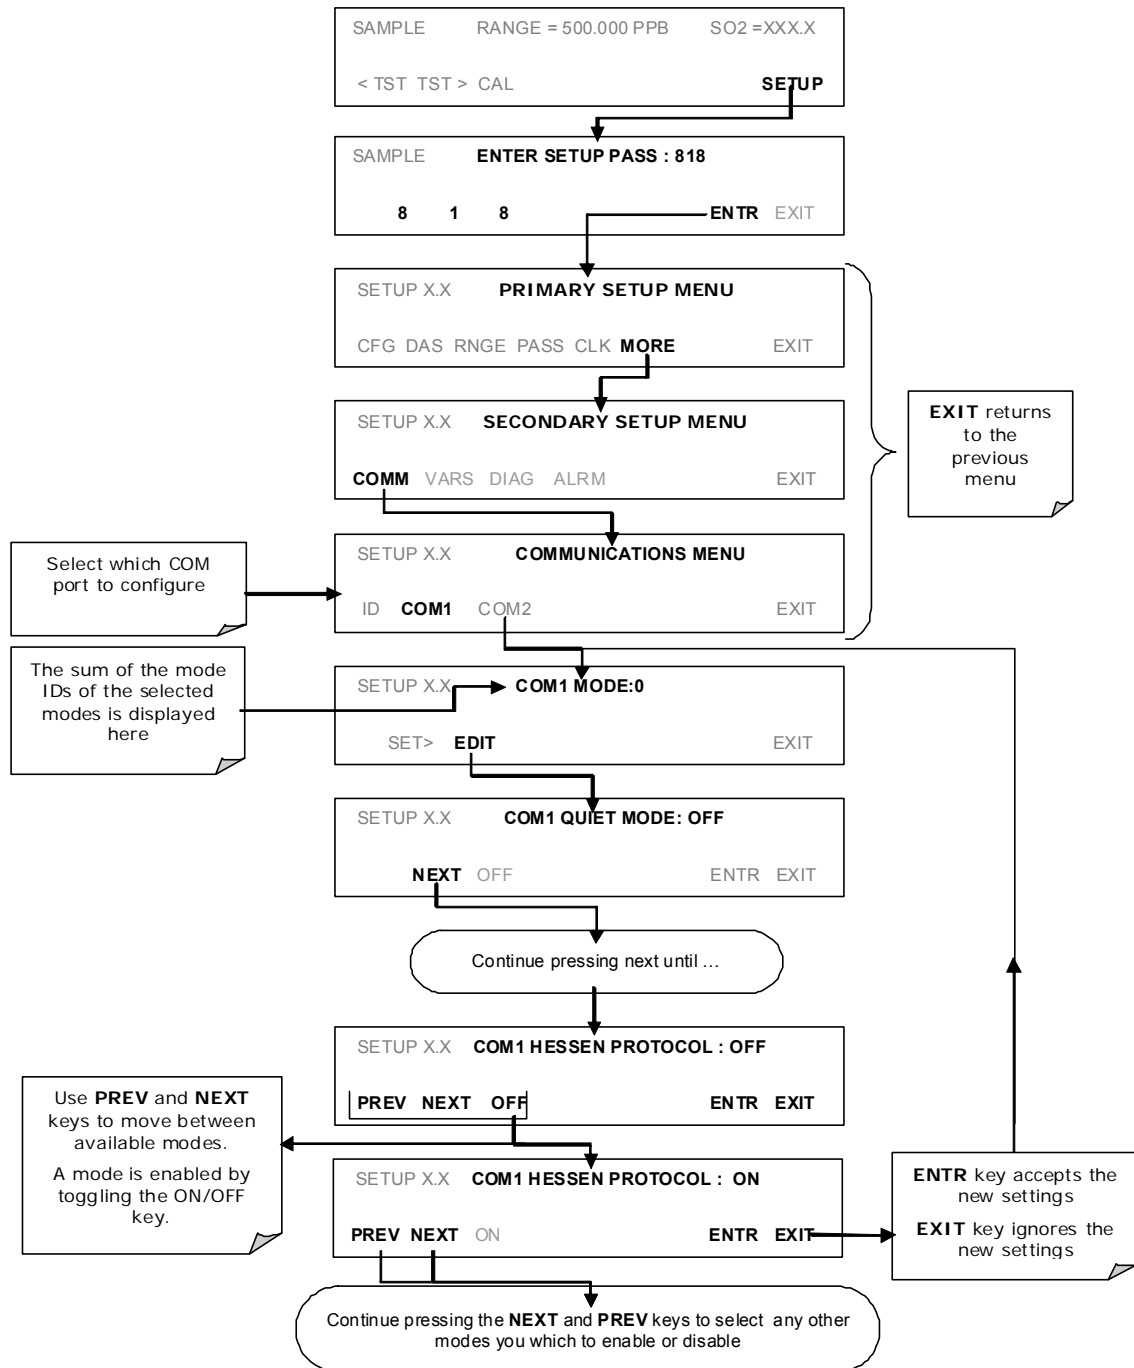 SAMPLE RANGE = 500.000 PPB SO2 =XXX.X
< TST TST > CAL SETUP
SAMPLE ENTER SETUP PASS : 818
8 1 8 ENTR EXIT
SETUP X.X PRIMARY SETUP MENU
CFG DAS RNGE PASS CLK MORE EXIT
SETUP X.X SECONDARY SETUP MENU
COMM VARS DIAG ALRM EXIT
EXIT returns
to the
previous
menu
SETUP X.X COMMUNICATIONS MENU
ID COM1 COM2 EXIT
Select which COM
port to configure
The sum of the mode
IDs of the selected
modes is displayed
here
SETUP X.X COM1 MODE:0
SET> EDIT EXIT
SETUP X.X COM1 QUIET MODE: OFF
NEXT OFF ENTR EXIT
Continue pressing next until ...
SETUP X.X COM1 HESSEN PROTOCOL : OFF
PREV NEXT OFF ENTR EXIT
Use PREV and NEXT
keys to move between
available modes.
A mode is enabled by
toggling the ON/OFF
key.
SETUP X.X COM1 HESSEN PROTOCOL : ON
PREV NEXT ON ENTR EXIT
ENTR key accepts the
new settings
EXIT key ignores the
new settings
Continue pressing the NEXT and PREV keys to select any other
modes you which to enable or disable